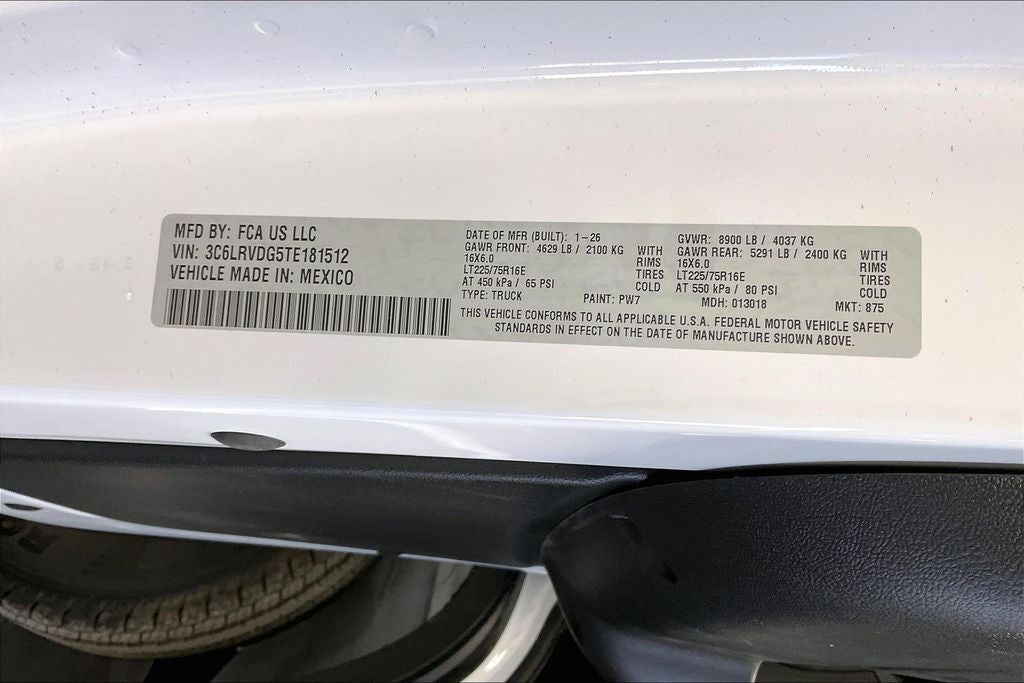 MFD BY: FCA US LLC
VIN: 3C6LRVDG5TE181512
VEHICLE MADE IN: MEXICO
DATE OF MFR (BUILT): 1-26
GAWR FRONT: 4629 LB / 2100 KG WITH
16X6.0 RIMS
LT225/75R16E TIRES
AT 450 kPa / 65 PSI COLD
TYPE: TRUCK PAINT: PW7
GVWR: 8900 LB / 4037 KG
GAWR REAR: 5291 LB / 2400 KG WITH
16X6.0 RIMS
LT225/75R16E TIRES
AT 550 kPa / 80 PSI COLD
MDH: 013018 MKT: 875
THIS VEHICLE CONFORMS TO ALL APPLICABLE U.S.A. FEDERAL MOTOR VEHICLE SAFETY
STANDARDS IN EFFECT ON THE DATE OF MANUFACTURE SHOWN ABOVE.